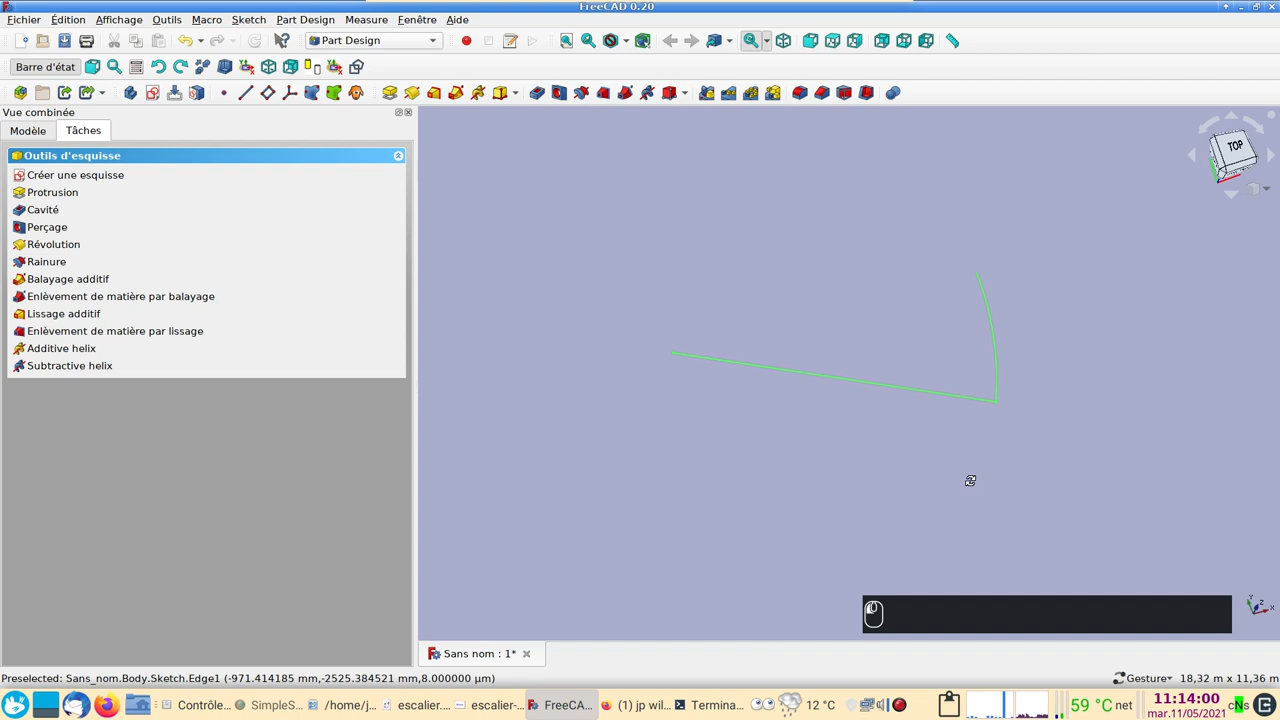 FreeCAD 0.20
Fichier Édition Affichage Outils Macro Sketch Part Design Measure Fenêtre Aide
Part Design
Barre d'état
Vue combinée
Modèle Tâches
Outils d'esquisse
Créer une esquisse
Protrusion
Cavité
Perçage
Révolution
Rainure
Balayage additif
Enlèvement de matière par balayage
Lissage additif
Enlèvement de matière par lissage
Additive helix
Subtractive helix
TOP
Y Z X
Sans nom : 1*
Preselected: Sans_nom.Body.Sketch.Edge1 (-971.414185 mm,-2525.384521 mm,8.000000 µm)
Gesture 18,32 m x 11,36 m
Contrôle... SimpleS... /home/j... escalier.... escalier-... FreeCA... (1) jp wil... Termina... 12 °C 59 °C net 11:14:00 cNs
mar.11/05/2021